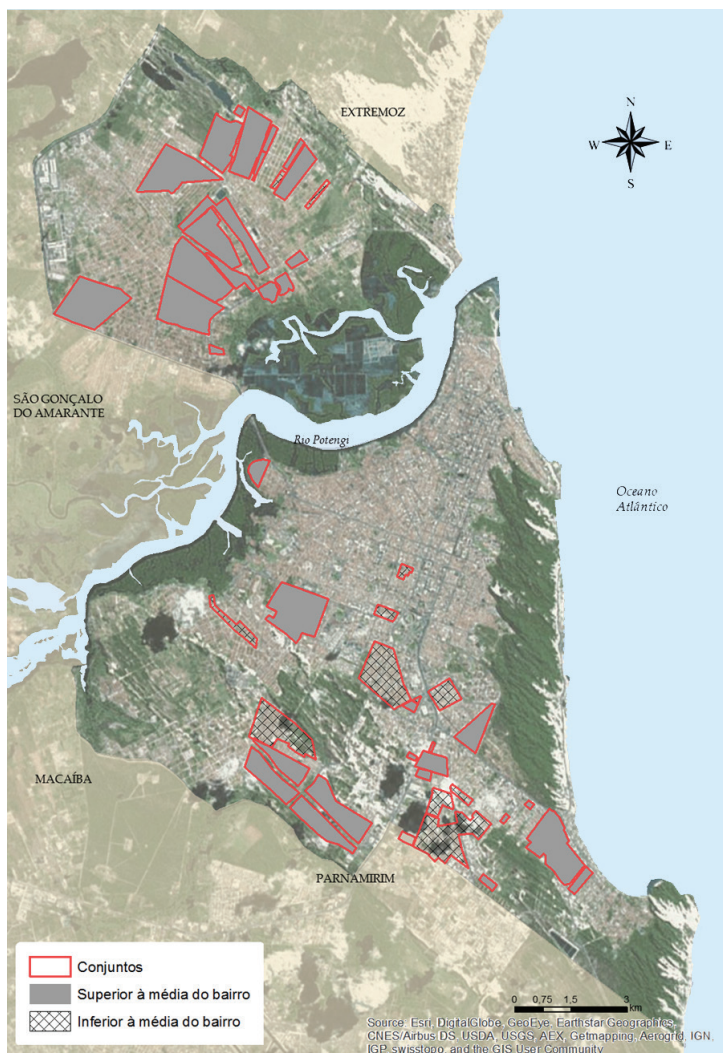 EXTREMOZ
N
W E
S
SÃO GONÇALO
DO AMARANTE
Rio Potengi
Oceano
Atlântico
MACAÍBA
PARNAMIRIM
Conjuntos
Superior à média do bairro
Inferior à média do bairro
0 0,75 1,5 3
km
Source: Esri, DigitalGlobe, GeoEye, Earthstar Geographics,
CNES/Airbus DS, USDA, USGS, AEX, Getmapping, Aerogrid, IGN,
IGP, swisstopo, and the GIS User Community